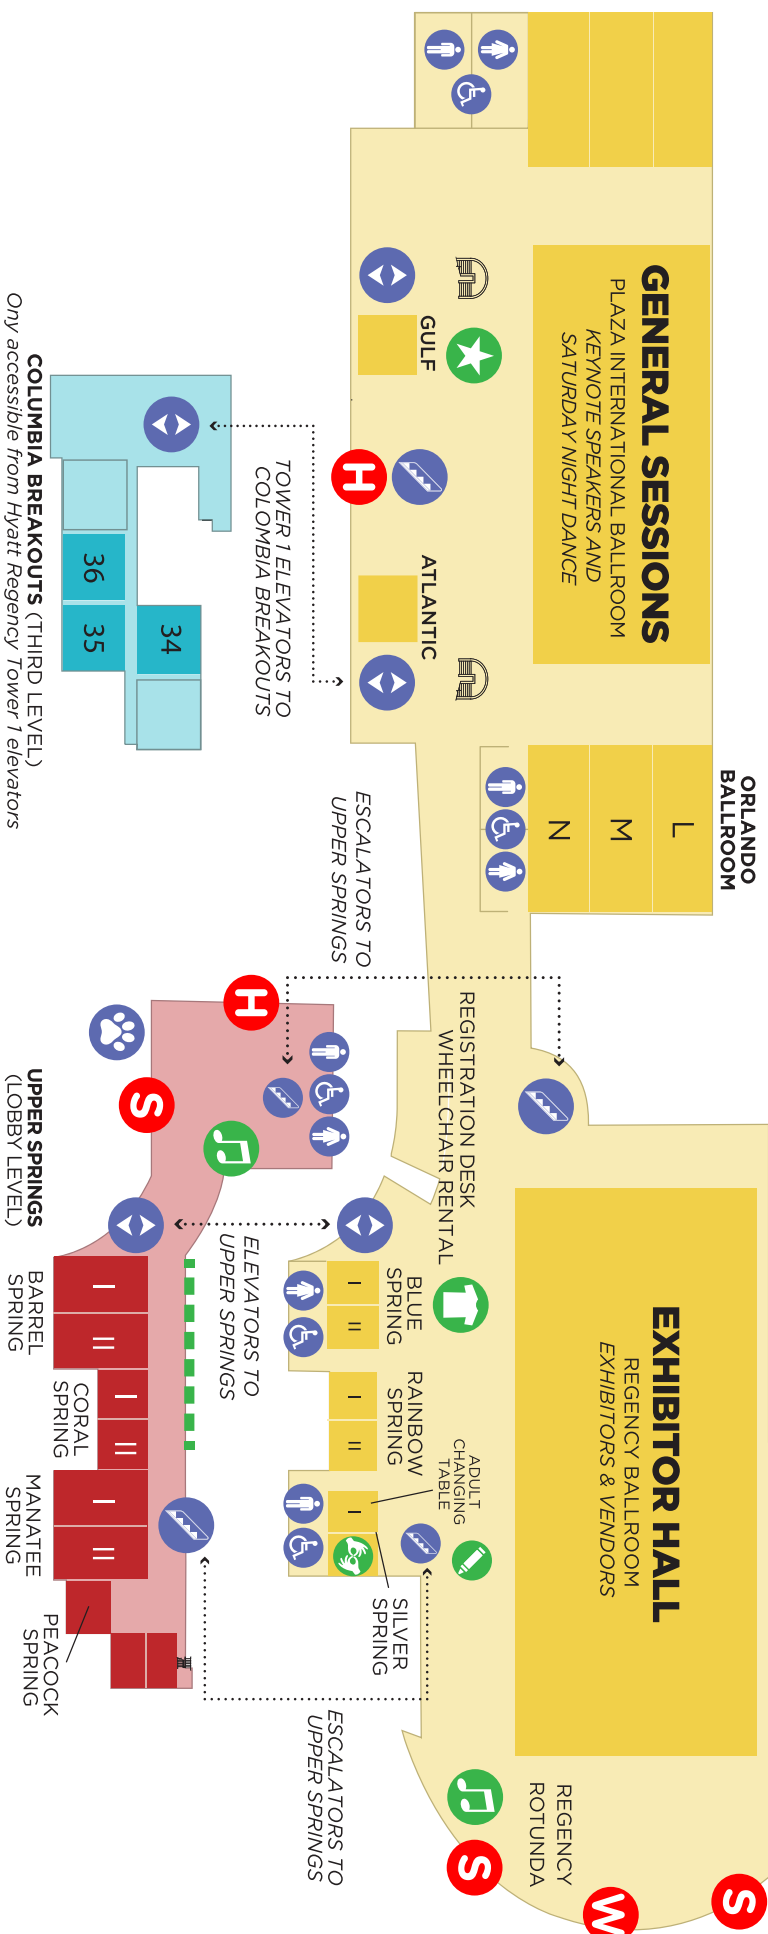 GENERAL SESSIONS
PLAZA INTERNATIONAL BALLROOM
KEYNOTE SPEAKERS AND
SATURDAY NIGHT DANCE
GULF
H
ATLANTIC
ORLANDO
BALLROOM
L
M
N
TOWER 1 ELEVATORS TO
COLOMBIA BREAKOUTS
36
35
34
COLUMBIA BREAKOUTS (THIRD LEVEL)
Ony accessible from Hyatt Regency Tower 1 elevators
ESCALATORS TO
UPPER SPRINGS
REGISTRATION DESK
WHEELCHAIR RENTAL
EXHIBITOR HALL
REGENCY BALLROOM
EXHIBITORS & VENDORS
BLUE
SPRING
I
II
RAINBOW
SPRING
I
II
ADULT
CHANGING
TABLE
I
SILVER
SPRING
REGENCY
ROTUNDA
S
W
S
ELEVATORS TO
UPPER SPRINGS
ESCALATORS TO
UPPER SPRINGS
H
S
UPPER SPRINGS
(LOBBY LEVEL)
I
II
BARREL
SPRING
I
II
CORAL
SPRING
I
II
MANATEE
SPRING
PEACOCK
SPRING